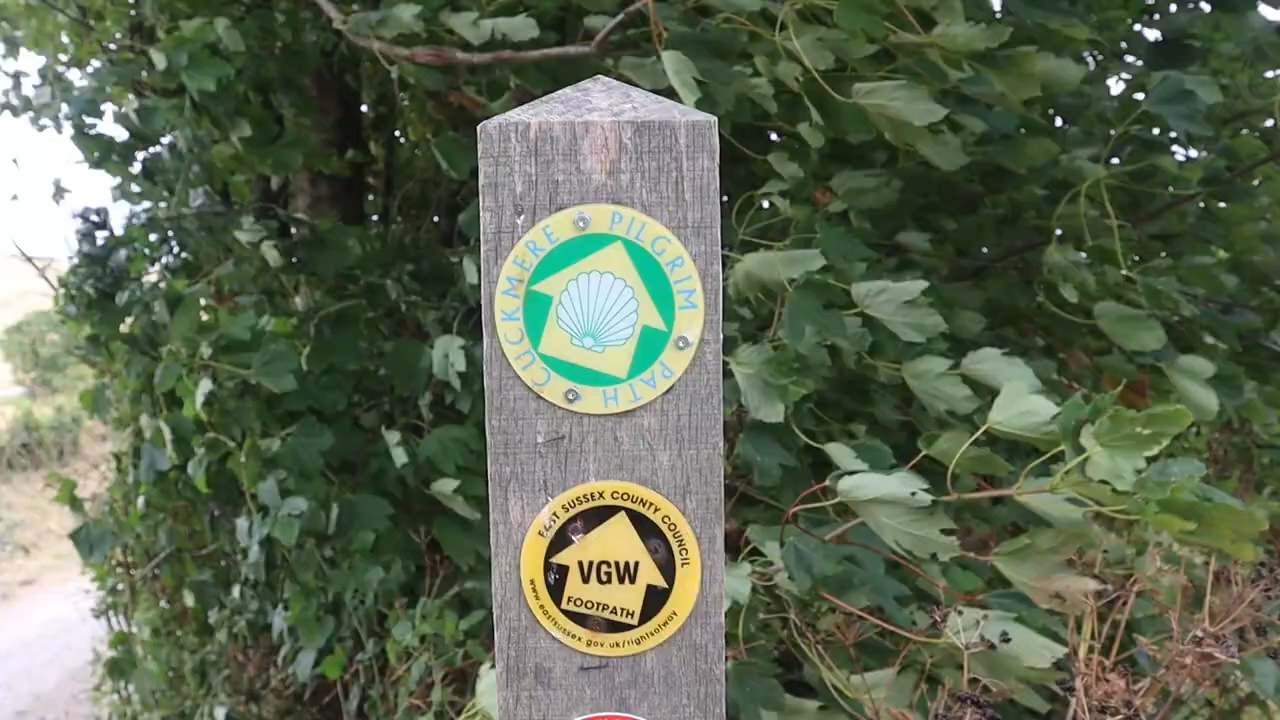 CUCKMERE PILGRIM PATH
EAST SUSSEX COUNTY COUNCIL
VGW
FOOTPATH
www.eastsussex.gov.uk/rightsofway